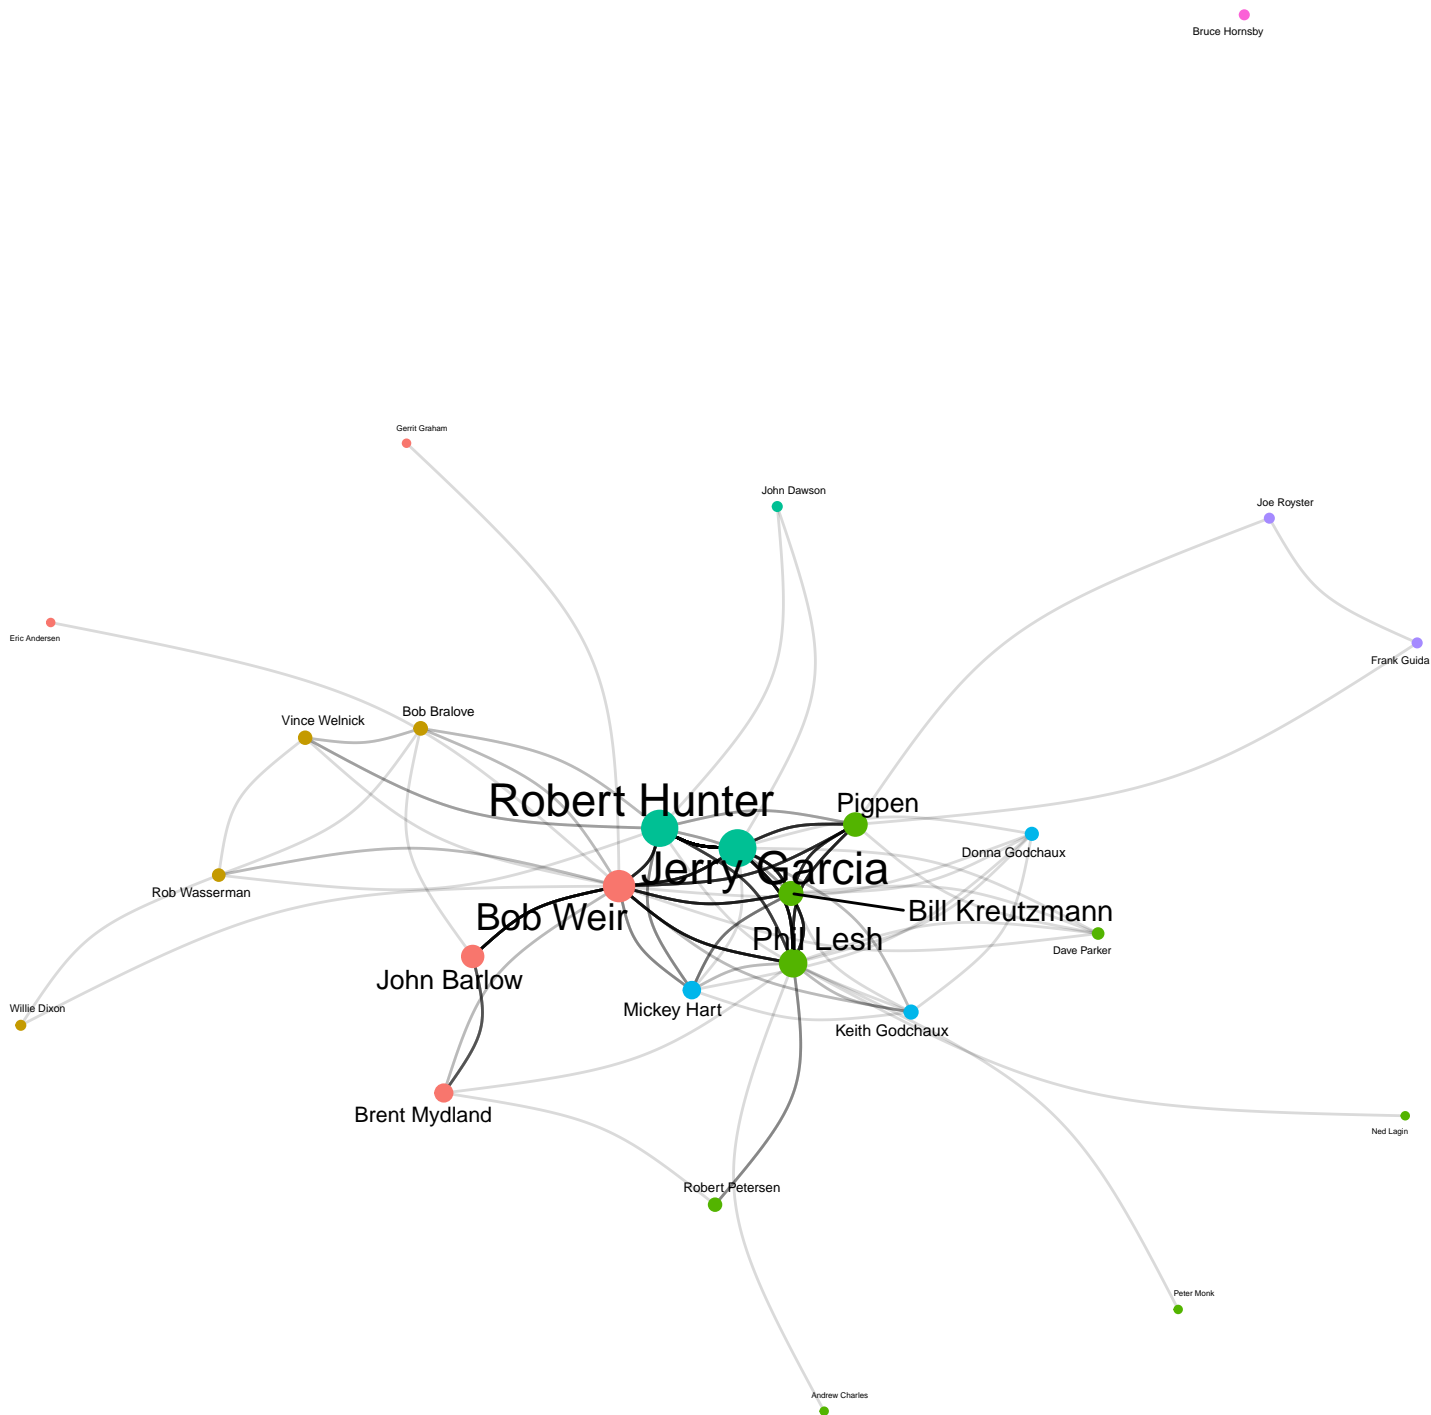 Bruce Hornsby
Gerrit Graham
John Dawson
Joe Royster
Eric Andersen
Frank Guida
Bob Bralove
Vince Welnick
Robert Hunter
Pigpen
Donna Godchaux
Jerry Garcia
Rob Wasserman
Bill Kreutzmann
Bob Weir
Phil Lesh
Dave Parker
John Barlow
Willie Dixon
Mickey Hart
Keith Godchaux
Brent Mydland
Ned Lagin
Robert Petersen
Peter Monk
Andrew Charles